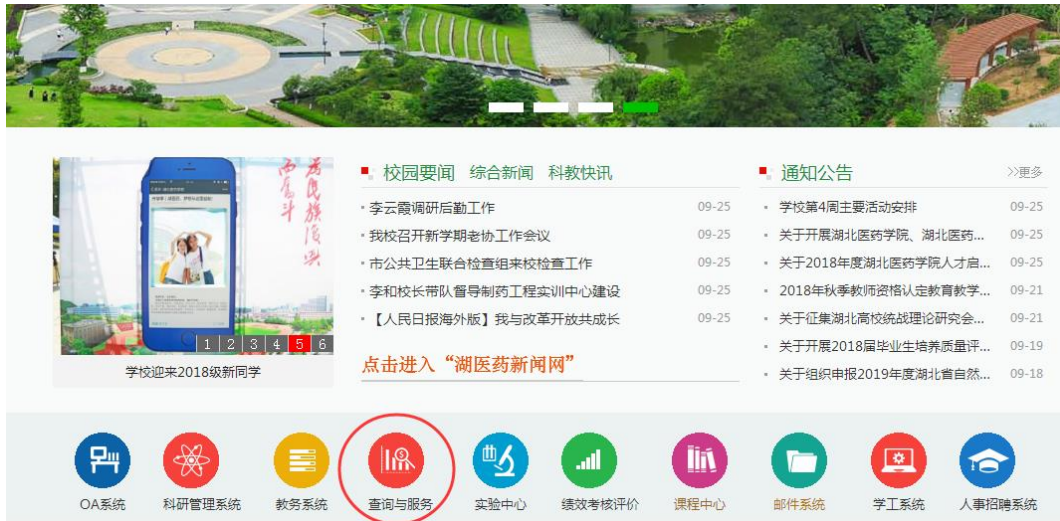 为民族复兴
而奋斗
1 2 3 4 5 6
学校迎来2018级新同学
校园要闻 综合新闻 科教快讯
李云霞调研后勤工作 09-25
我校召开新学期老协工作会议 09-25
市公共卫生联合检查组来校检查工作 09-25
李和校长带队督导制药工程实训中心建设 09-25
【人民日报海外版】我与改革开放共成长 09-25
点击进入“湖医药新闻网”
通知公告 >>更多
学校第4周主要活动安排 09-25
关于开展湖北医药学院、湖北医药... 09-25
关于2018年度湖北医药学院人才启... 09-25
2018年秋季教师资格认定教育教学... 09-21
关于征集湖北高校统战理论研究会... 09-21
关于开展2018届毕业生培养质量评... 09-19
关于组织申报2019年度湖北省自然... 09-18
OA系统 科研管理系统 教务系统 查询与服务 实验中心 绩效考核评价 课程中心 邮件系统 学工系统 人事招聘系统